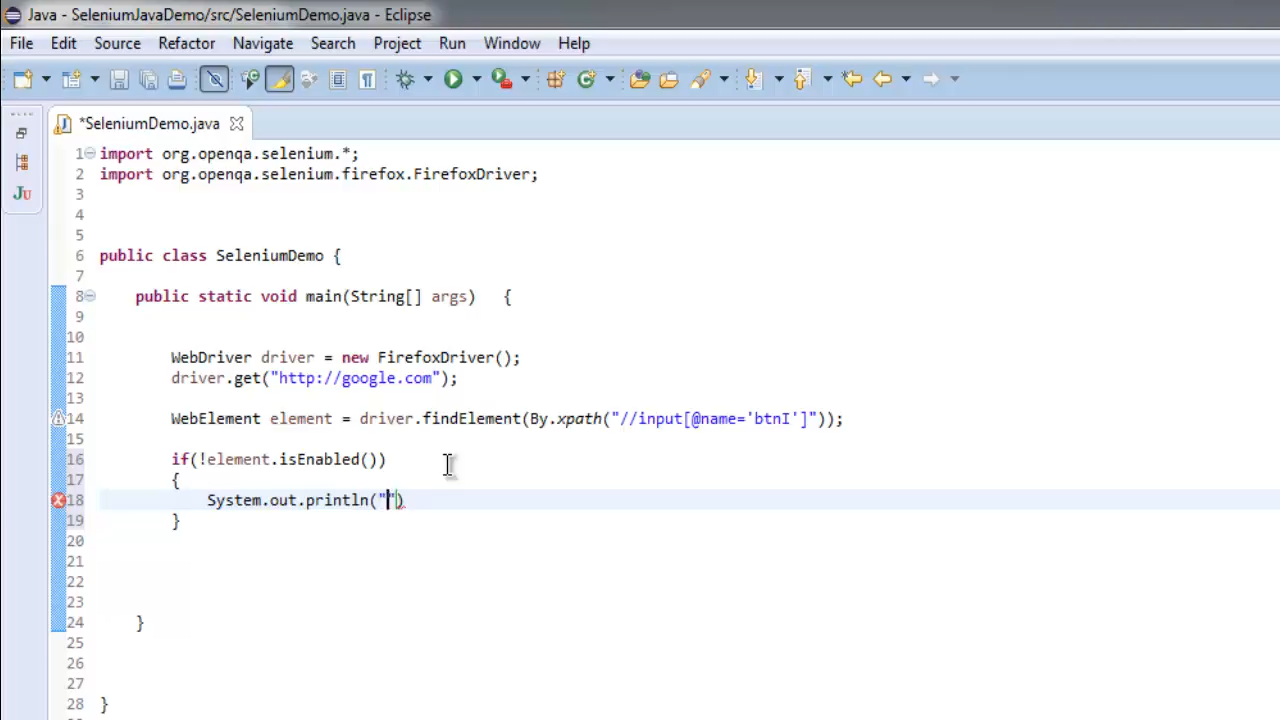 Java - SeleniumJavaDemo/src/SeleniumDemo.java - Eclipse
File Edit Source Refactor Navigate Search Project Run Window Help
*SeleniumDemo.java
1 import org.openqa.selenium.*;
2 import org.openqa.selenium.firefox.FirefoxDriver;
3
4
5
6 public class SeleniumDemo {
7
8 public static void main(String[] args) {
9
10
11 WebDriver driver = new FirefoxDriver();
12 driver.get("http://google.com");
13
14 WebElement element = driver.findElement(By.xpath("//input[@name='btnI']"));
15
16 if(!element.isEnabled())
17 {
18 System.out.println("")
19 }
20
21
22
23
24 }
25
26
27
28 }
JU